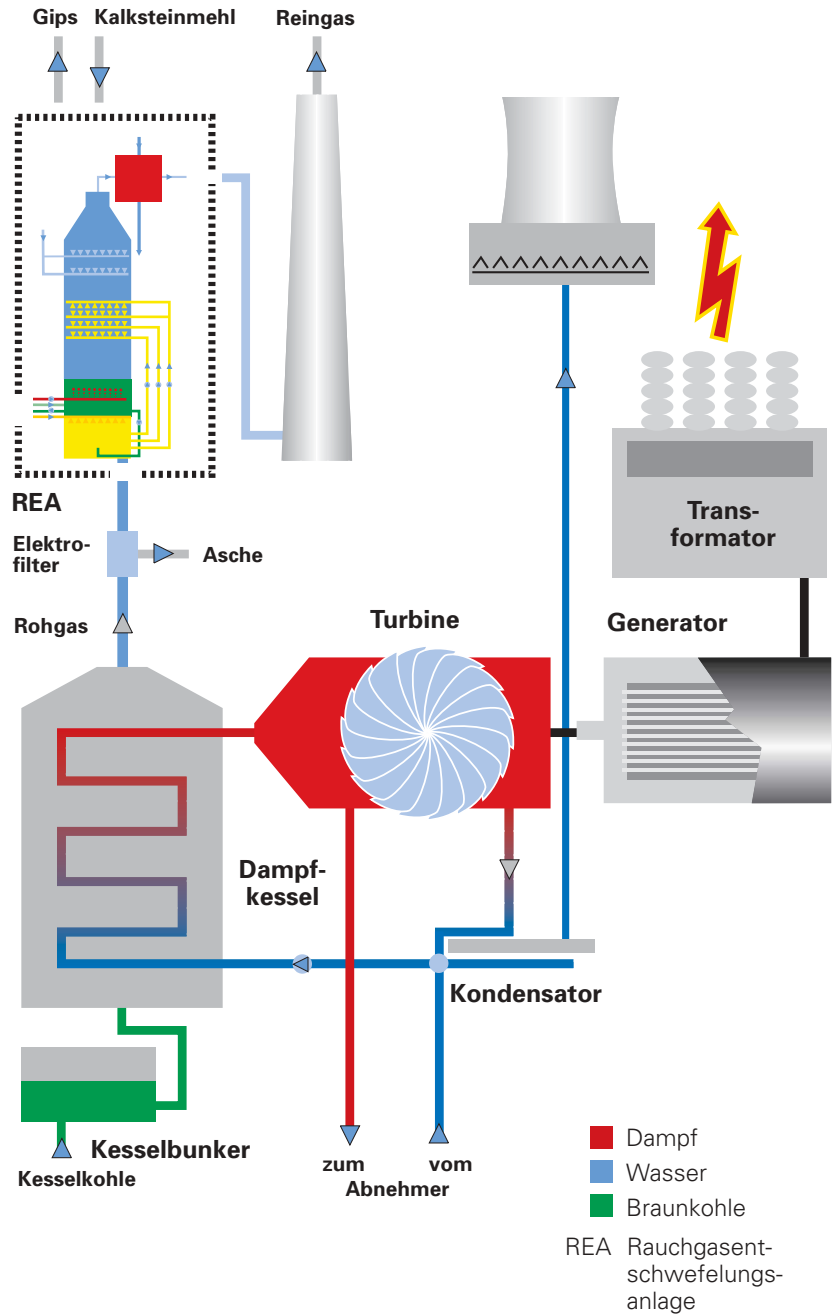 Gips Kalksteinmehl Reingas
REA
Elektro-
filter
Asche
Rohgas
Trans-
formator
Turbine
Generator
Dampf-
kessel
Kondensator
Kesselbunker
Kesselkohle
zum vom
Abnehmer
Dampf
Wasser
Braunkohle
REA Rauchgasent-
schwefelungs-
anlage